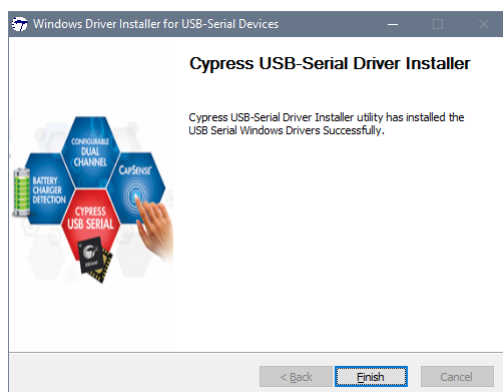 Windows Driver Installer for USB-Serial Devices
Cypress USB-Serial Driver Installer
Cypress USB-Serial Driver Installer utility has installed the
USB Serial Windows Drivers Successfully.
CONFIGURABLE
DUAL
CHANNEL
CAPSENSE®
BATTERY
CHARGER
DETECTION
CYPRESS
USB SERIAL
< Back
Finish
Cancel